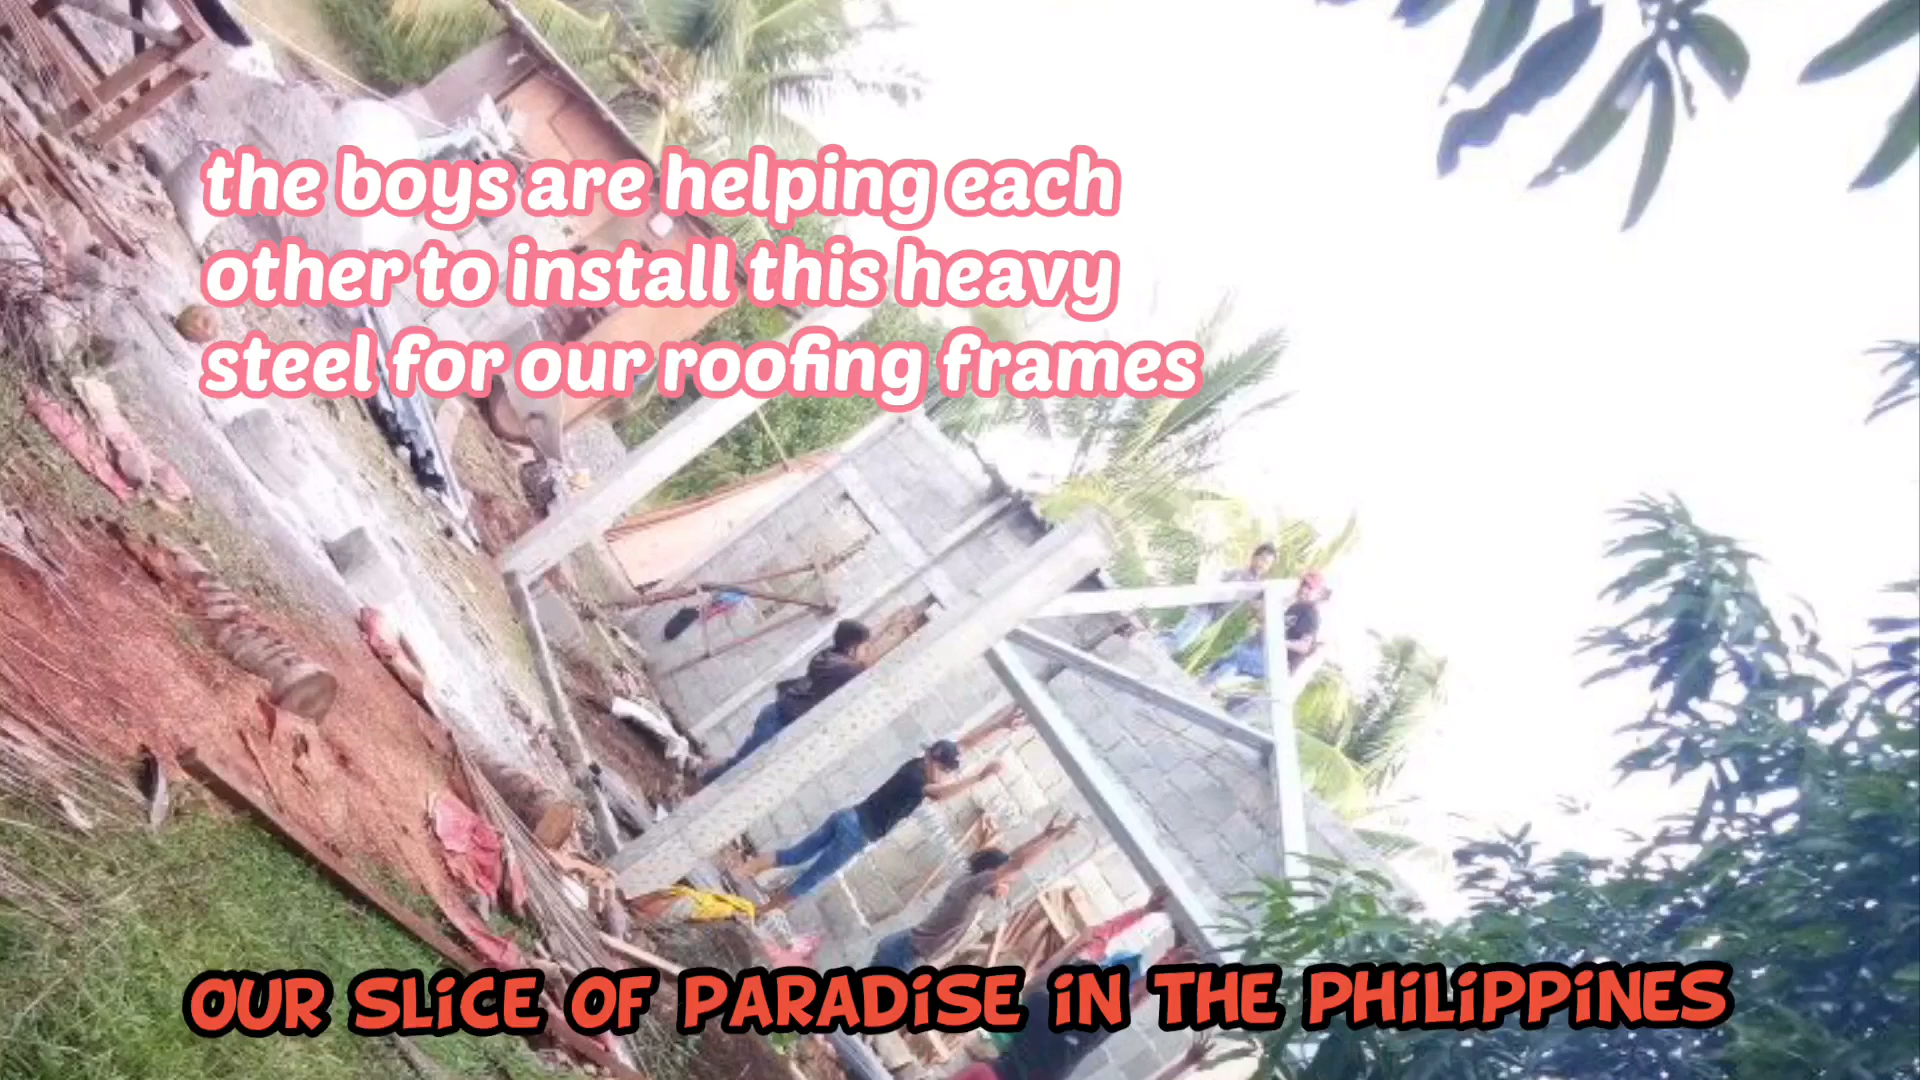 the boys are helping each
other to install this heavy
steel for our roofing frames
OUR SLiCE OF PARADiSE iN THE PHiLiPPiNES